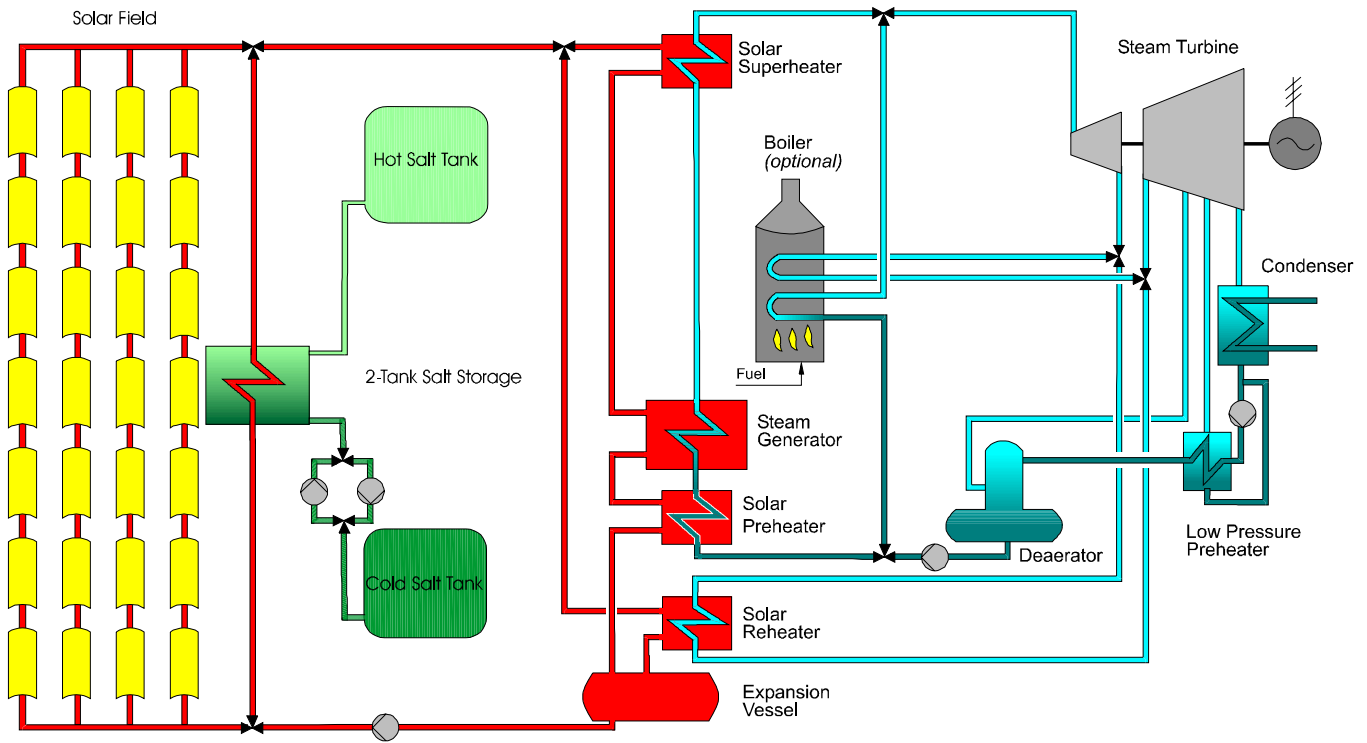 Solar Field
Solar
Superheater
Steam Turbine
Hot Salt Tank
Boiler
(optional)
Condenser
2-Tank Salt Storage
Fuel
Steam
Generator
Solar
Preheater
Deaerator
Low Pressure
Preheater
Cold Salt Tank
Solar
Reheater
Expansion
Vessel